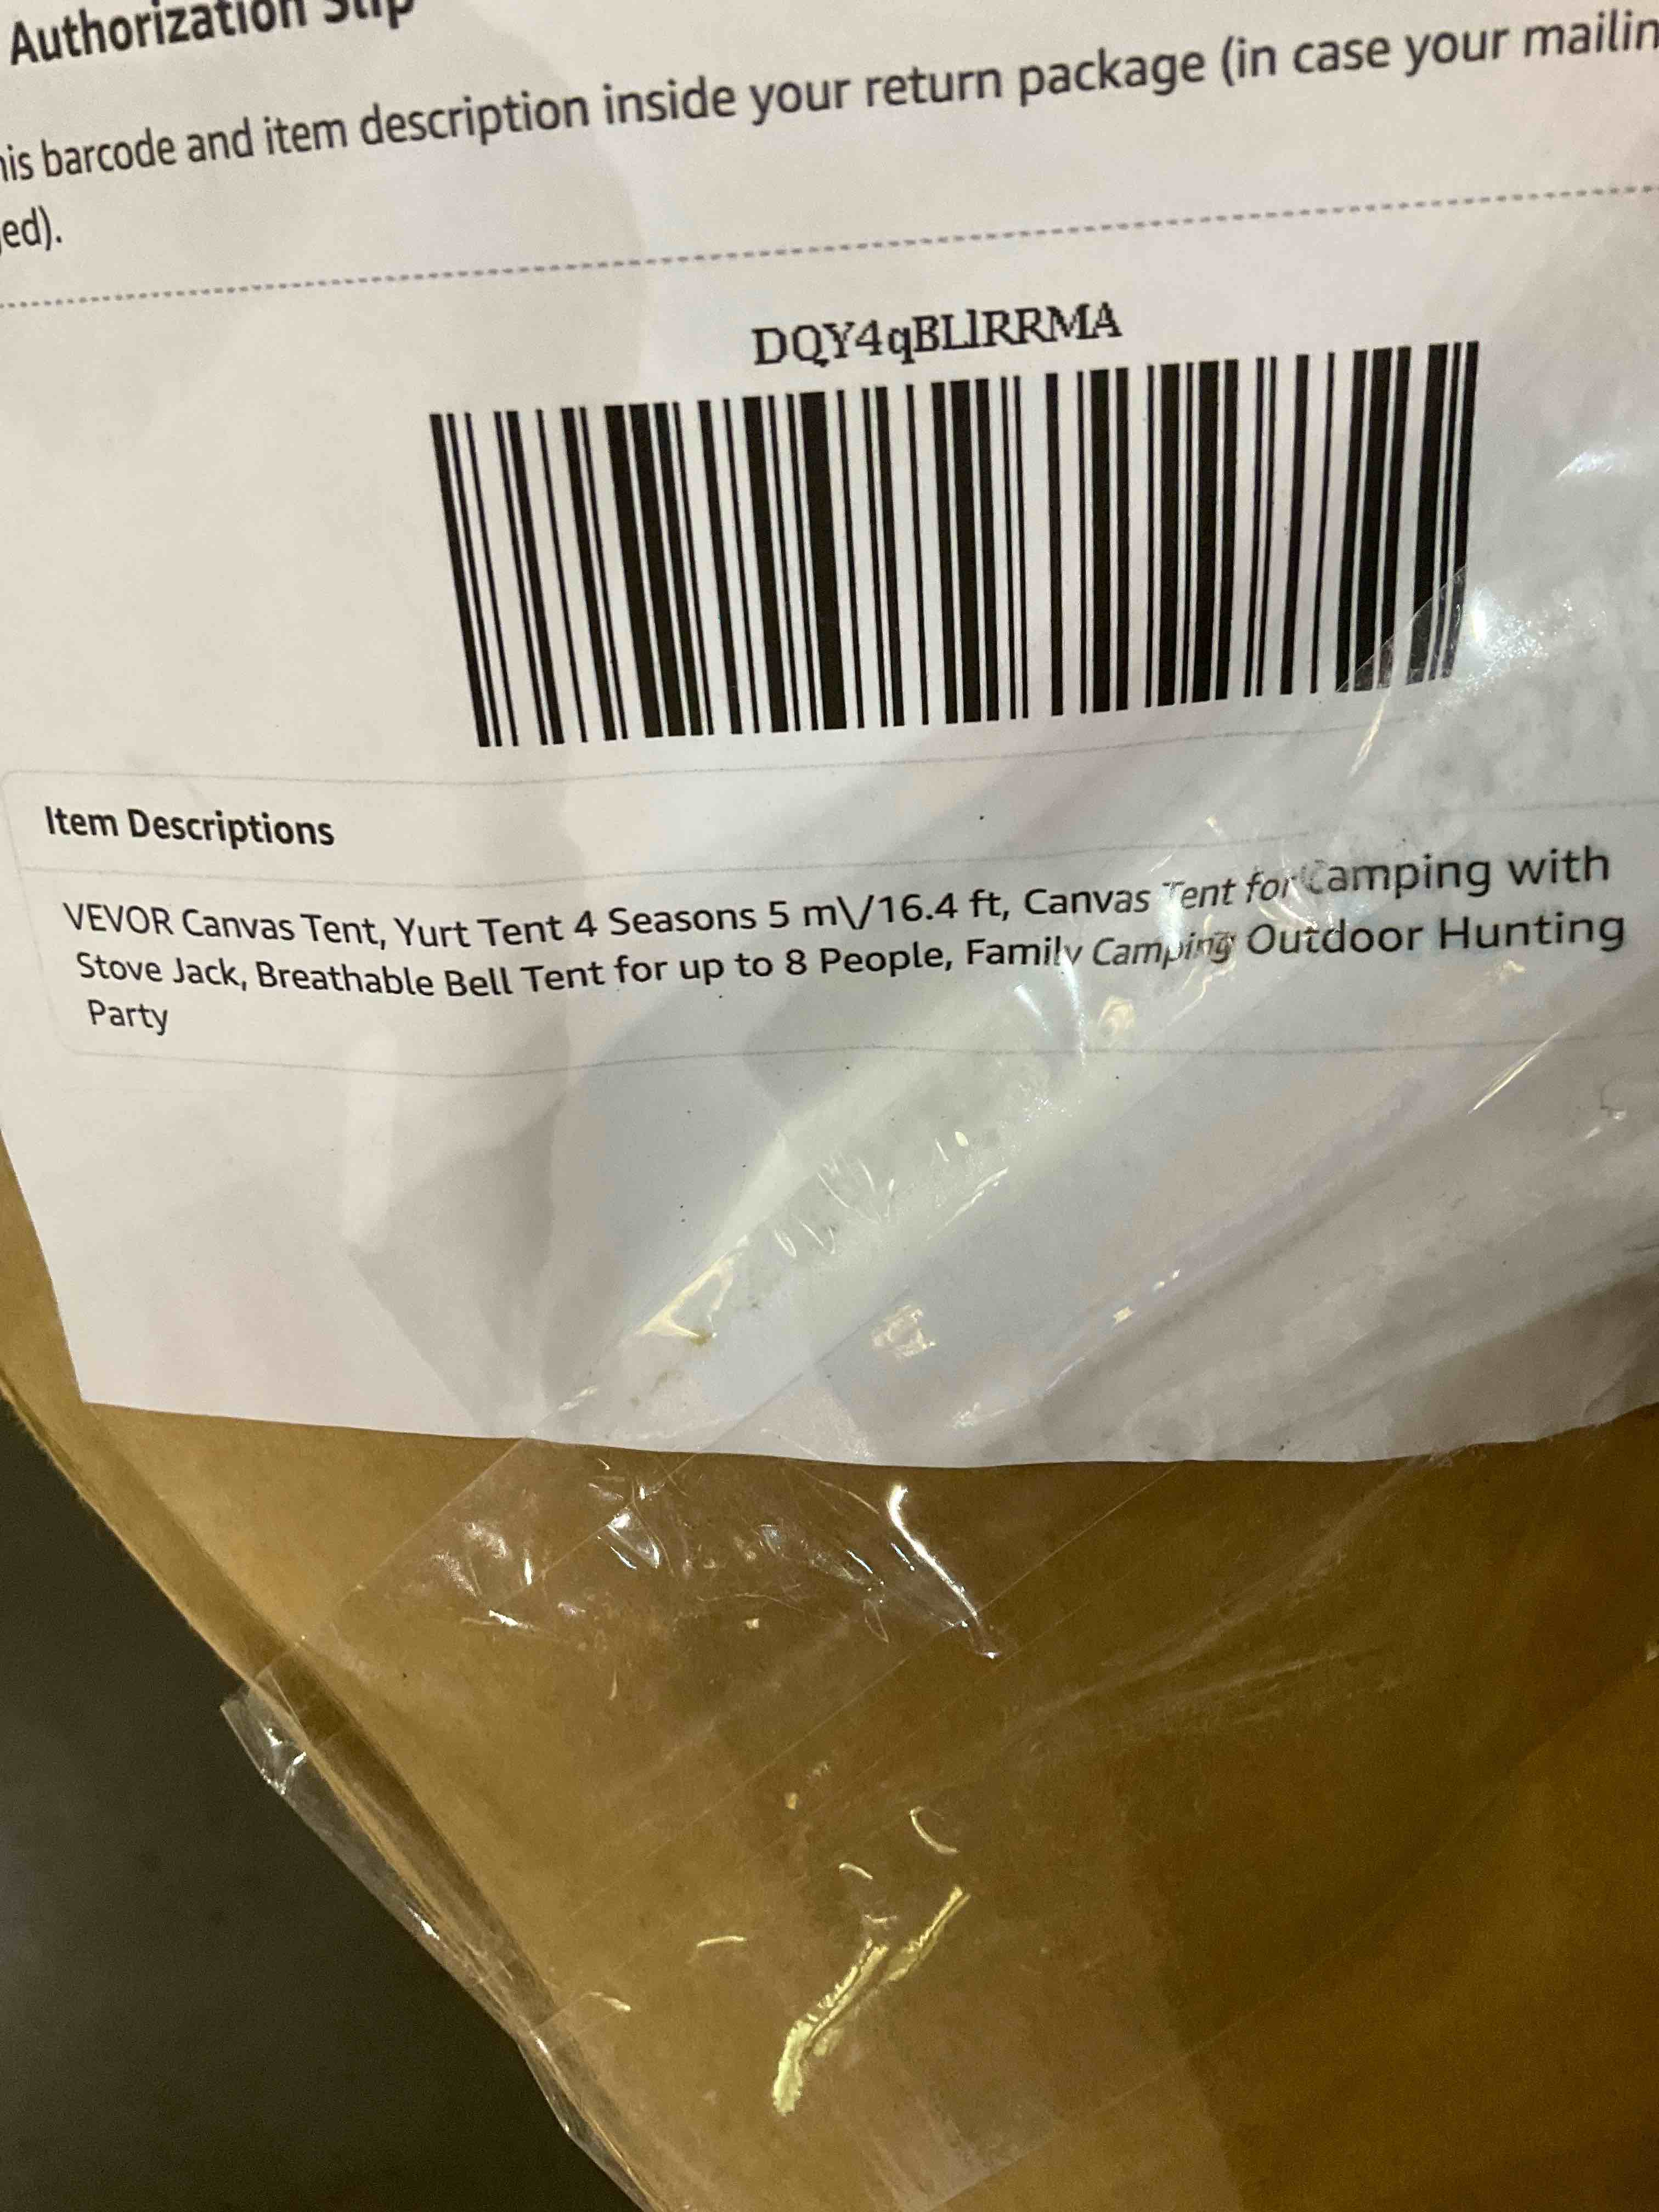 Authorization Slip
his barcode and item description inside your return package (in case your mailin
ed).
DQY4qBLlRRMA
Item Descriptions
VEVOR Canvas Tent, Yurt Tent 4 Seasons 5 m\/16.4 ft, Canvas Tent for Camping with
Stove Jack, Breathable Bell Tent for up to 8 People, Family Camping Outdoor Hunting
Party